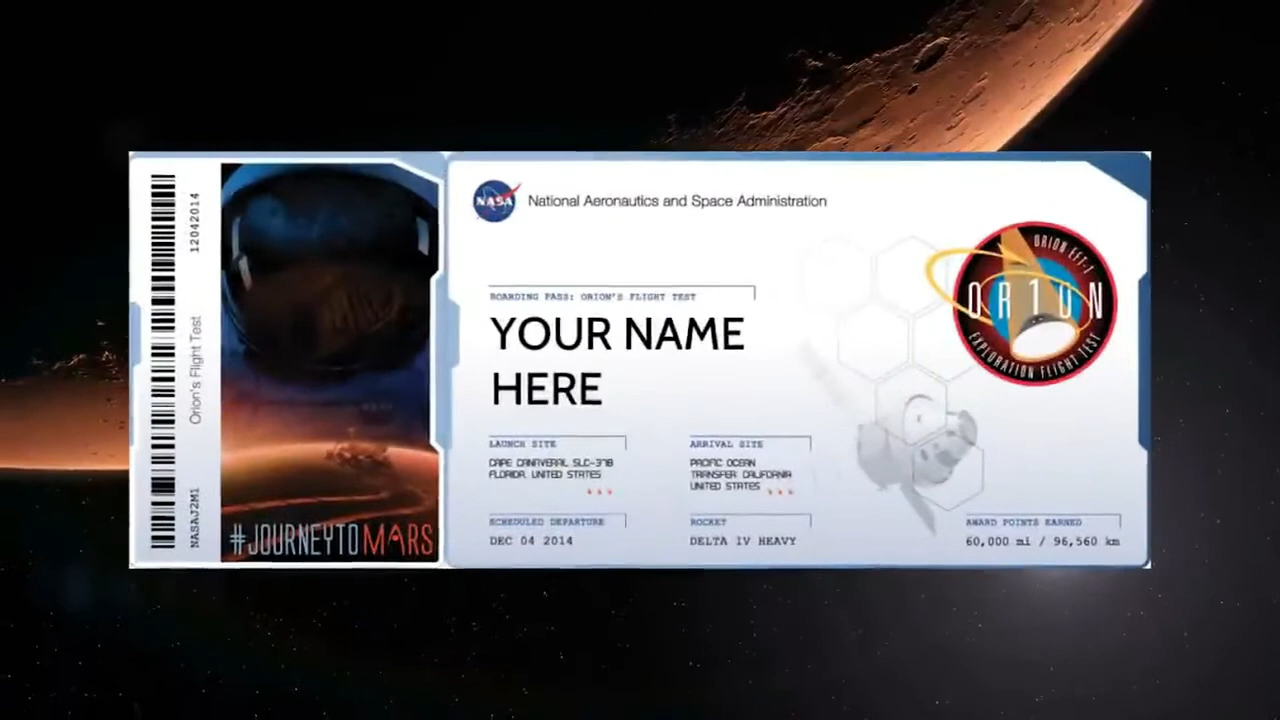 12042014
Orion's Flight Test
NASAJ2M1
#JOURNEYTOMARS
NASA
National Aeronautics and Space Administration
ORION EFT-1
ORION
EXPLORATION FLIGHT TEST
BOARDING PASS: ORION'S FLIGHT TEST
YOUR NAME
HERE
LAUNCH SITE
CAPE CANAVERAL SLC-37B
FLORIDA, UNITED STATES
ARRIVAL SITE
PACIFIC OCEAN
TRANSFER: CALIFORNIA
UNITED STATES
SCHEDULED DEPARTURE
DEC 04 2014
ROCKET
DELTA IV HEAVY
AWARD POINTS EARNED
60,000 mi / 96,560 km